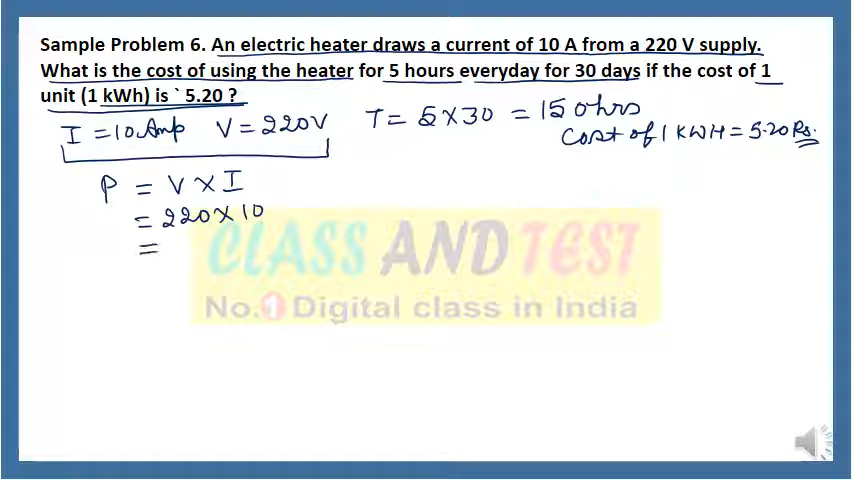 Sample Problem 6. An electric heater draws a current of 10 A from a 220 V supply.
What is the cost of using the heater for 5 hours everyday for 30 days if the cost of 1
unit (1 kWh) is ` 5.20 ?
I = 10 Amp V = 220V T = 5 × 30 = 150hrs
Cost of 1 KWH = 5.20 Rs.
P = V × I
= 220 × 10
=
CLASS AND TEST
No.1 Digital class in India